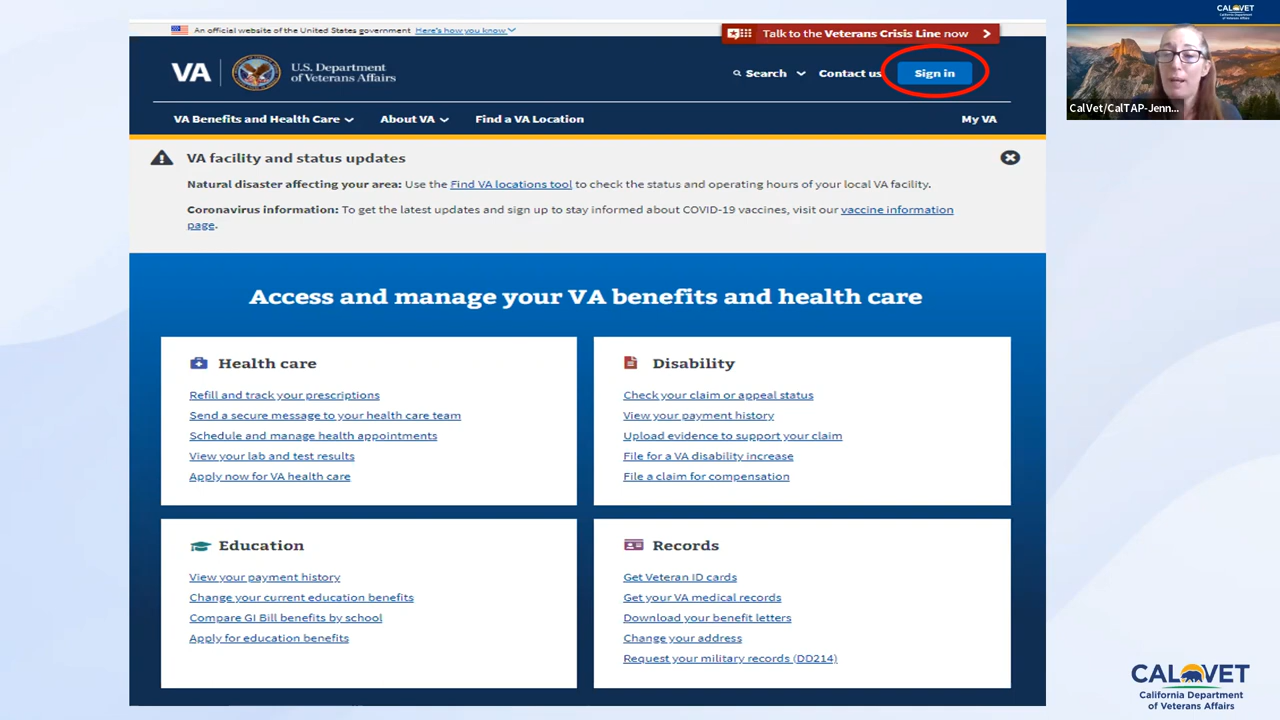 An official website of the United States government Here's how you know
Talk to the Veterans Crisis Line now
VA
U.S. Department
of Veterans Affairs
Search
Contact us
Sign in
VA Benefits and Health Care
About VA
Find a VA Location
My VA
VA facility and status updates
Natural disaster affecting your area: Use the Find VA locations tool to check the status and operating hours of your local VA facility.
Coronavirus information: To get the latest updates and sign up to stay informed about COVID-19 vaccines, visit our vaccine information
page.
Access and manage your VA benefits and health care
Health care
Refill and track your prescriptions
Send a secure message to your health care team
Schedule and manage health appointments
View your lab and test results
Apply now for VA health care
Disability
Check your claim or appeal status
View your payment history
Upload evidence to support your claim
File for a VA disability increase
File a claim for compensation
Education
View your payment history
Change your current education benefits
Compare GI Bill benefits by school
Apply for education benefits
Records
Get Veteran ID cards
Get your VA medical records
Download your benefit letters
Change your address
Request your military records (DD214)
CALVET
California Department
of Veterans Affairs
CalVet/CalTAP-Jenn...
CALVET
California Department
of Veterans Affairs